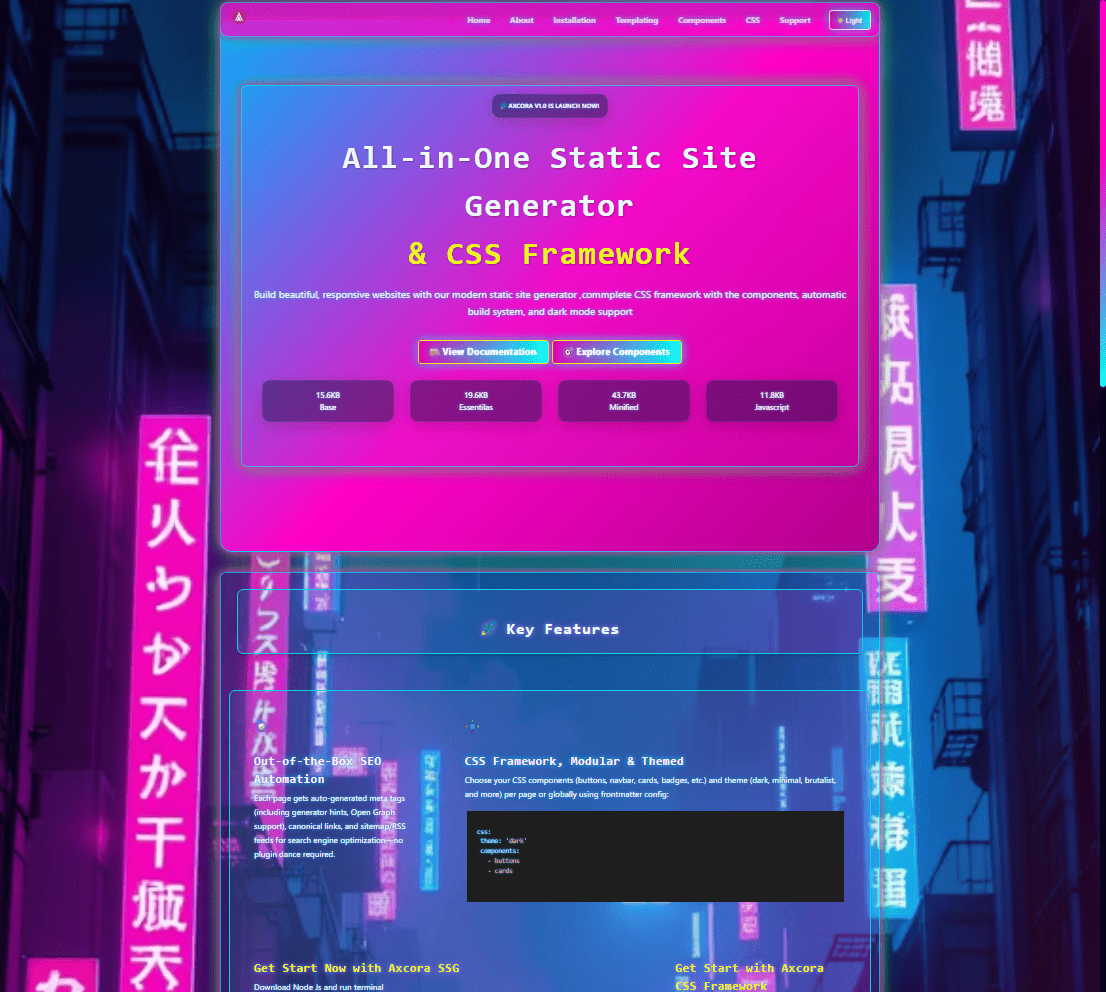 Home About Installation Templating Components CSS Support Light
AXCORA V1.0 IS LAUNCH NOW!
All-in-One Static Site
Generator
& CSS Framework
Build beautiful, responsive websites with our modern static site generator ,commplete CSS framework with the components, automatic
build system, and dark mode support
View Documentation Explore Components
15.6KB
Base
19.6KB
Essentilas
43.7KB
Minified
11.8KB
Javascript
Key Features
Out-of-the-Box SEO
Automation
Each page gets auto-generated meta tags
(including generator hints, Open Graph
support), canonical links, and sitemap/RSS
feeds for search engine optimization—no
plugin dance required.
CSS Framework, Modular & Themed
Choose your CSS components (buttons, navbar, cards, badges, etc.) and theme (dark, minimal, brutalist,
and more) per page or globally using frontmatter config:
css:
theme: 'dark'
components:
- buttons
- cards
Get Start Now with Axcora SSG
Download Node Js and run terminal
Get Start with Axcora
CSS Framework